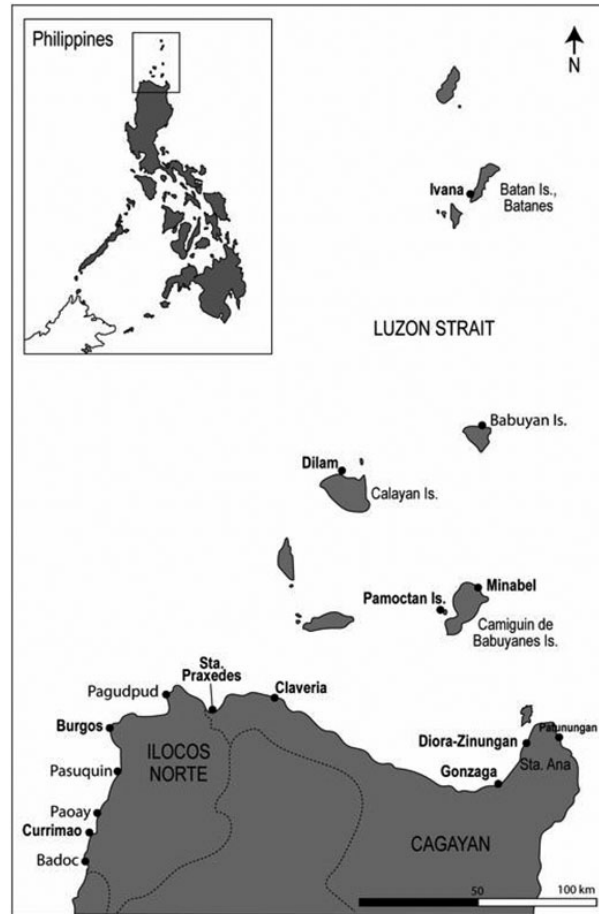 Philippines
N
Ivana
Batan Is.,
Batanes
LUZON STRAIT
Babuyan Is.
Dilam
Calayan Is.
Minabel
Pamoctan Is.
Camiguin de
Babuyanes Is.
Sta.
Praxedes
Pagudpud
Claveria
Burgos
Patunungan
Diora-Zinungan
Sta. Ana
ILOCOS
NORTE
Pasuquin
Gonzaga
Paoay
Currimao
CAGAYAN
Badoc
50
100 km